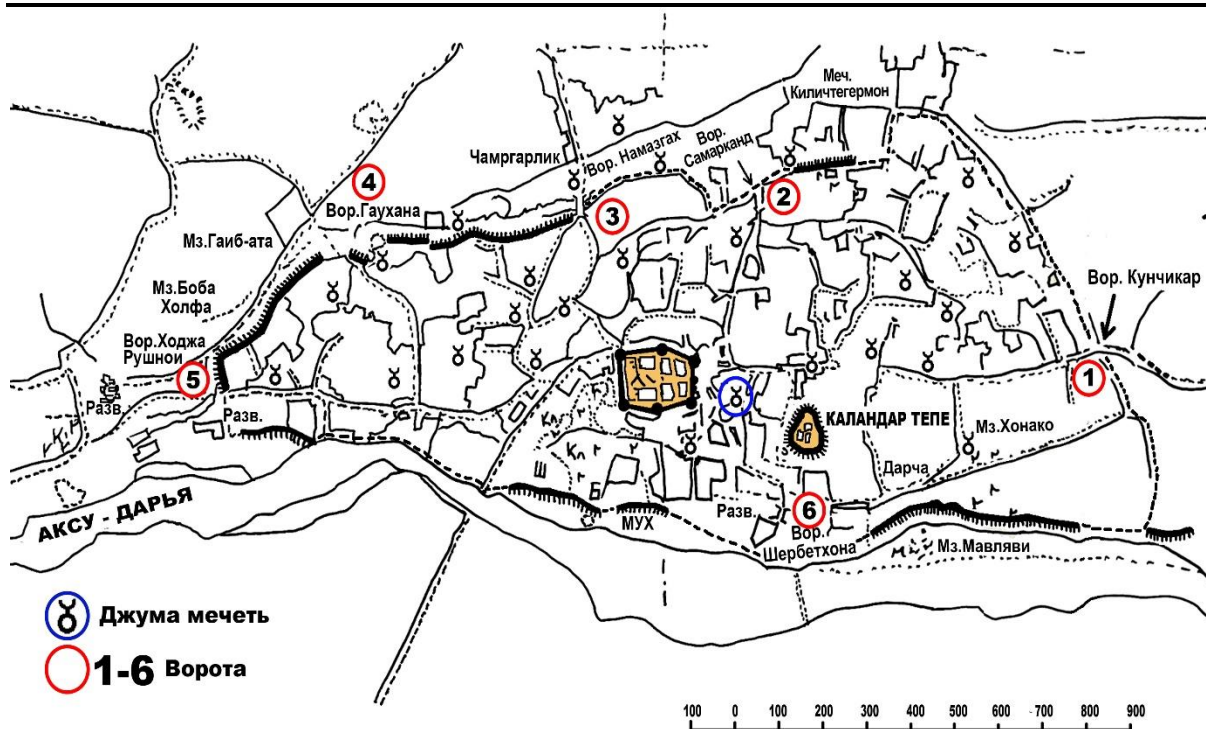 Меч.
Киличтегермон
Вор.
Самарканд
Вор. Намазгах
Чамргарлик
4
2
3
Вор.Гаухана
Мз.Гаиб-ата
Мз.Боба
Холфа
Вор. Кунчикар
Вор.Ходжа
Рушнои
5
1
Разв.
Разв.
КАЛАНДАР ТЕПЕ
Мз.Хонако
Дарча
Ш
Б
МУХ
Разв.
6
Вор.
Шербетхона
Мз.Мавляви
АКСУ - ДАРЬЯ
Джума мечеть
1-6 Ворота
100 0 100 200 300 400 500 600 700 800 900